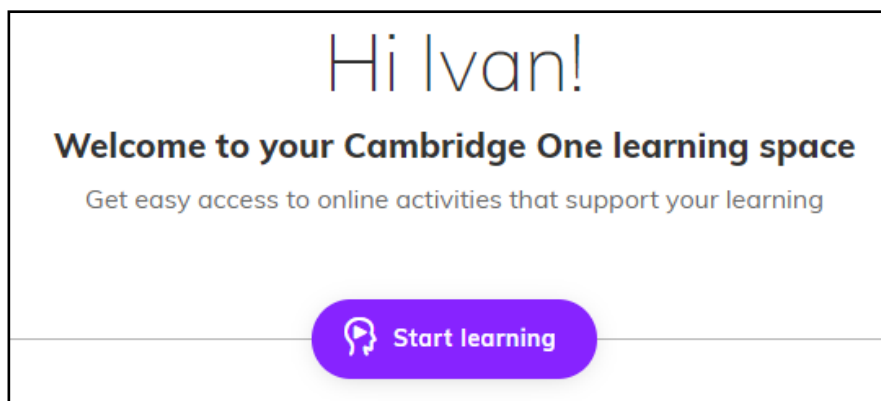 Hi Ivan!
Welcome to your Cambridge One learning space
Get easy access to online activities that support your learning
Start learning